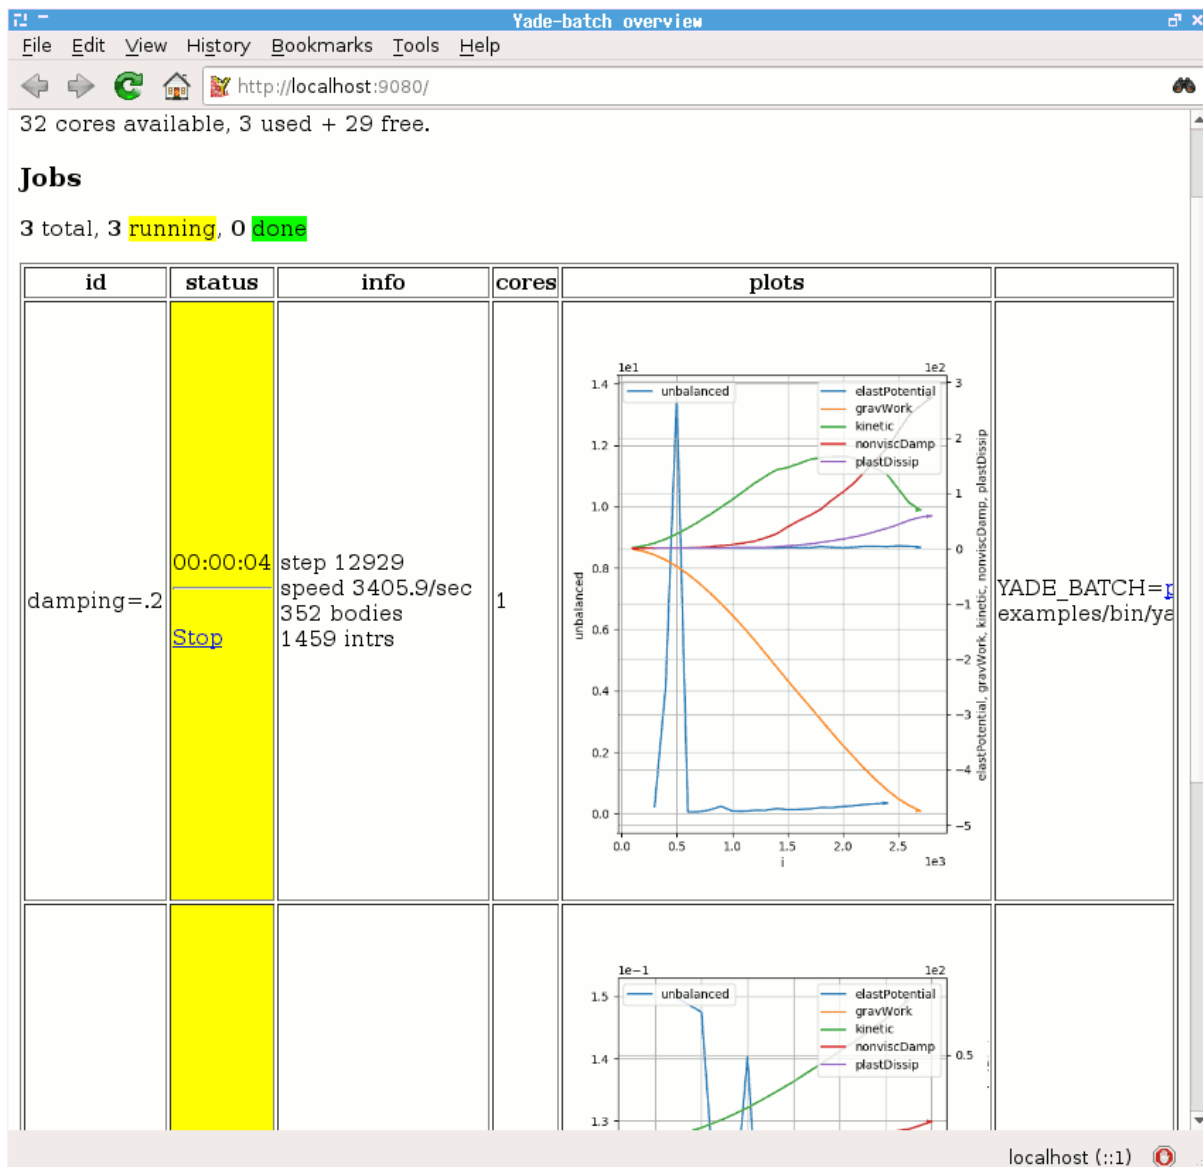 Yade-batch overview
File Edit View History Bookmarks Tools Help
http://localhost:9080/
32 cores available, 3 used + 29 free.
Jobs
3 total, 3 running, 0 done
id status info cores plots
damping=.2
00:00:04
Stop
step 12929
speed 3405.9/sec
352 bodies
1459 intrs
1
1e1
1e2
unbalanced
elastPotential
gravWork
kinetic
nonviscDamp
plastDissip
1.4
1.2
1.0
0.8
0.6
0.4
0.2
0.0
unbalanced
3
2
1
0
−1
−2
−3
−4
−5
elastPotential, gravWork, kinetic, nonviscDamp, plastDissip
0.0 0.5 1.0 1.5 2.0 2.5
1e3
i
YADE_BATCH=p
examples/bin/ya
1e−1
1e2
unbalanced
elastPotential
gravWork
kinetic
nonviscDamp
plastDissip
1.5
1.4
1.3
0.5
localhost (::1)